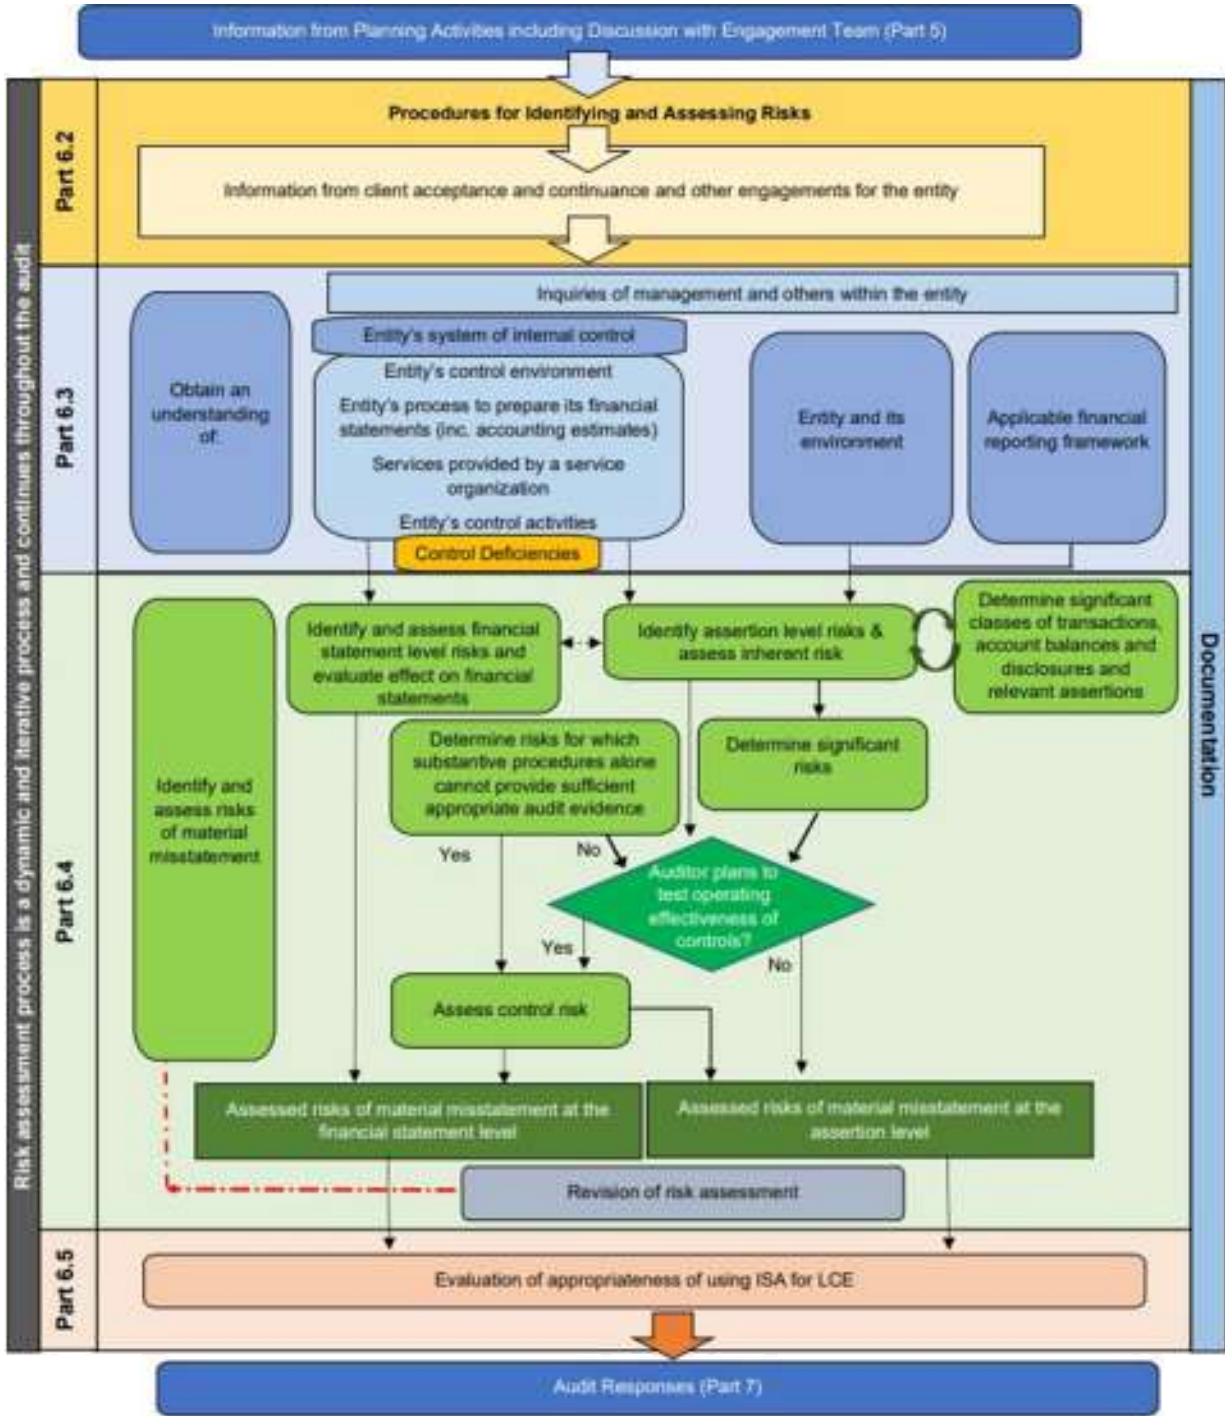 Information from Planning Activities including Discussion with Engagement Team (Part 5)
Risk assessment process is a dynamic and iterative process and continues throughout the audit
Documentation
Part 6.2
Procedures for Identifying and Assessing Risks
Information from client acceptance and continuance and other engagements for the entity
Part 6.3
Inquiries of management and others within the entity
Obtain an
understanding
of:
Entity's system of internal control
Entity's control environment
Entity's process to prepare its financial
statements (inc. accounting estimates)
Services provided by a service
organization
Entity's control activities
Control Deficiencies
Entity and its
environment
Applicable financial
reporting framework
Part 6.4
Identify and
assess risks
of material
misstatement
Identify and assess financial
statement level risks and
evaluate effect on financial
statements
Identify assertion level risks &
assess inherent risk
Determine significant
classes of transactions,
account balances and
disclosures and
relevant assertions
Determine risks for which
substantive procedures alone
cannot provide sufficient
appropriate audit evidence
Determine significant
risks
Yes
No
Auditor plans to
test operating
effectiveness of
controls?
Yes
No
Assess control risk
Assessed risks of material misstatement at the
financial statement level
Assessed risks of material misstatement at the
assertion level
Revision of risk assessment
Part 6.5
Evaluation of appropriateness of using ISA for LCE
Audit Responses (Part 7)